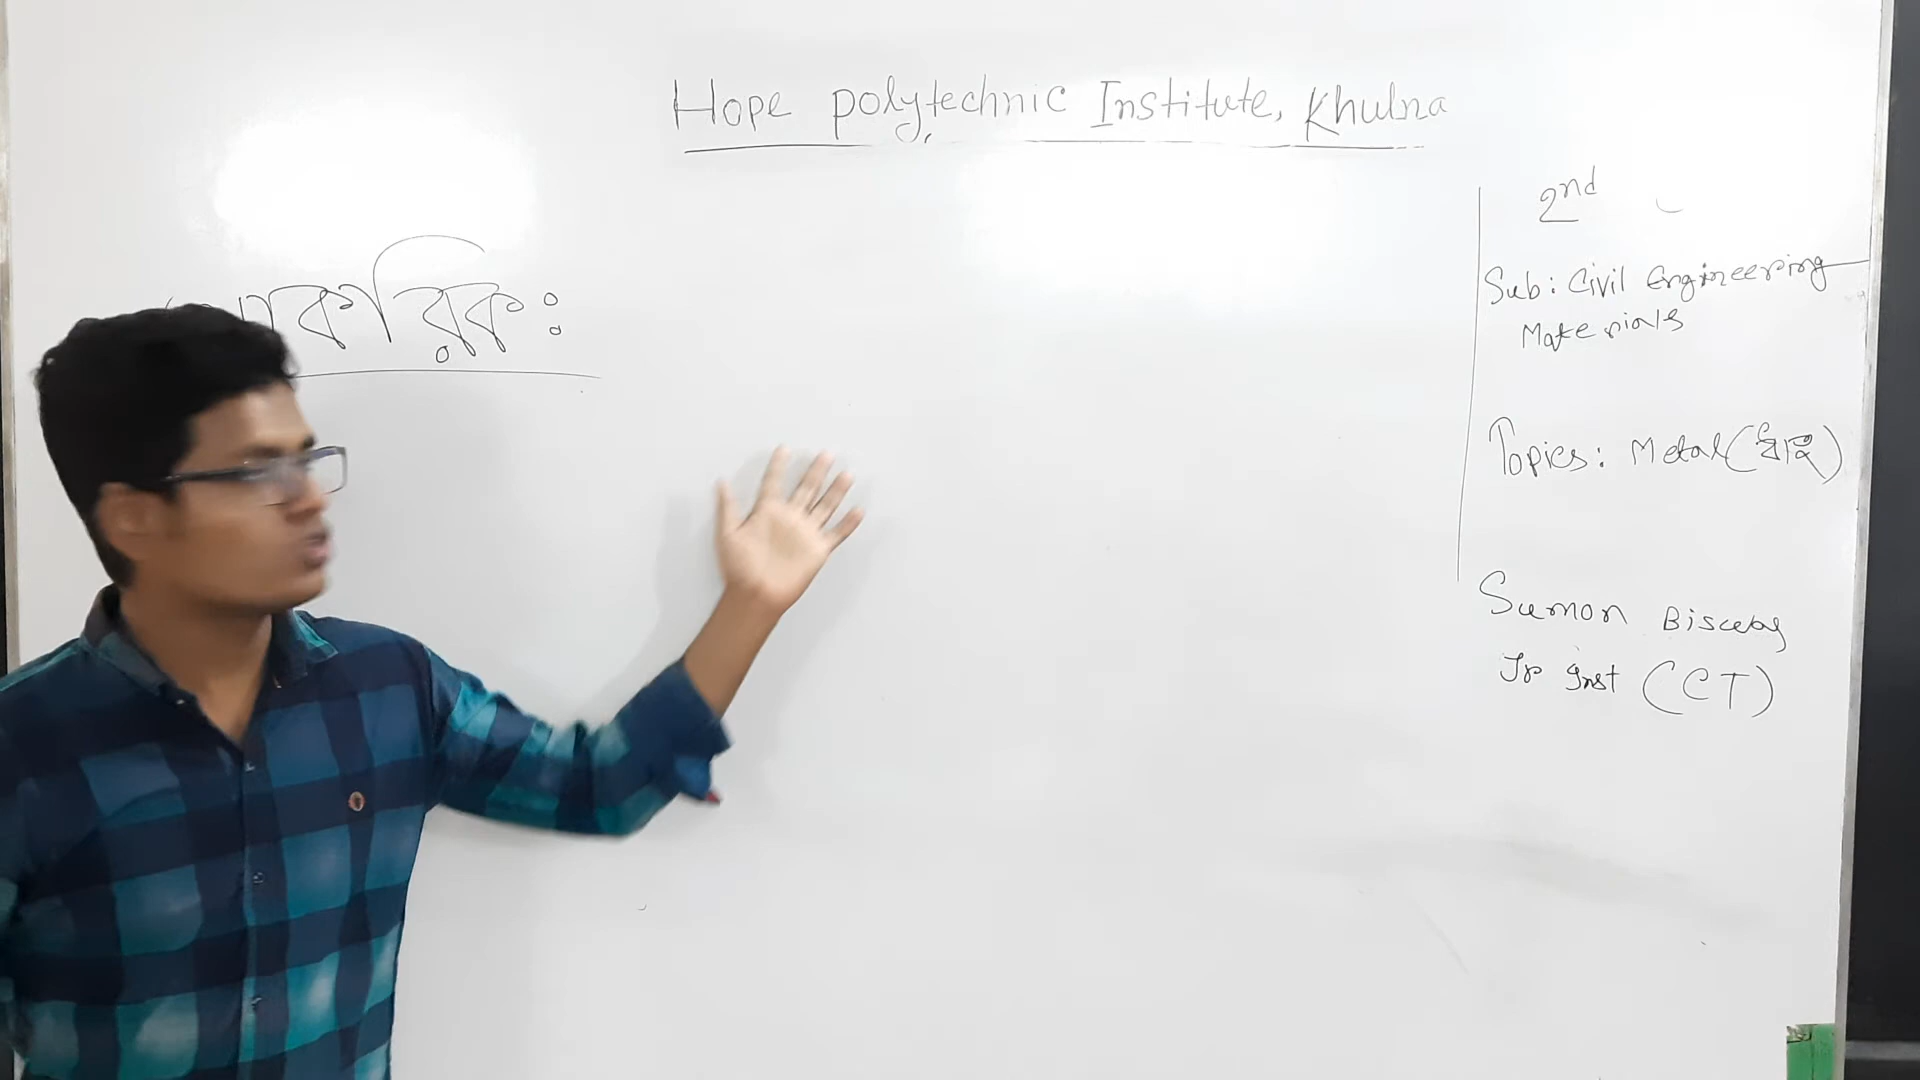 Hope polytechnic Institute, Khulna
2nd
Sub: Civil Engineering
Materials
Topics: Metal (ধাতু)
Sumon Biswas
Jr Inst (CT)